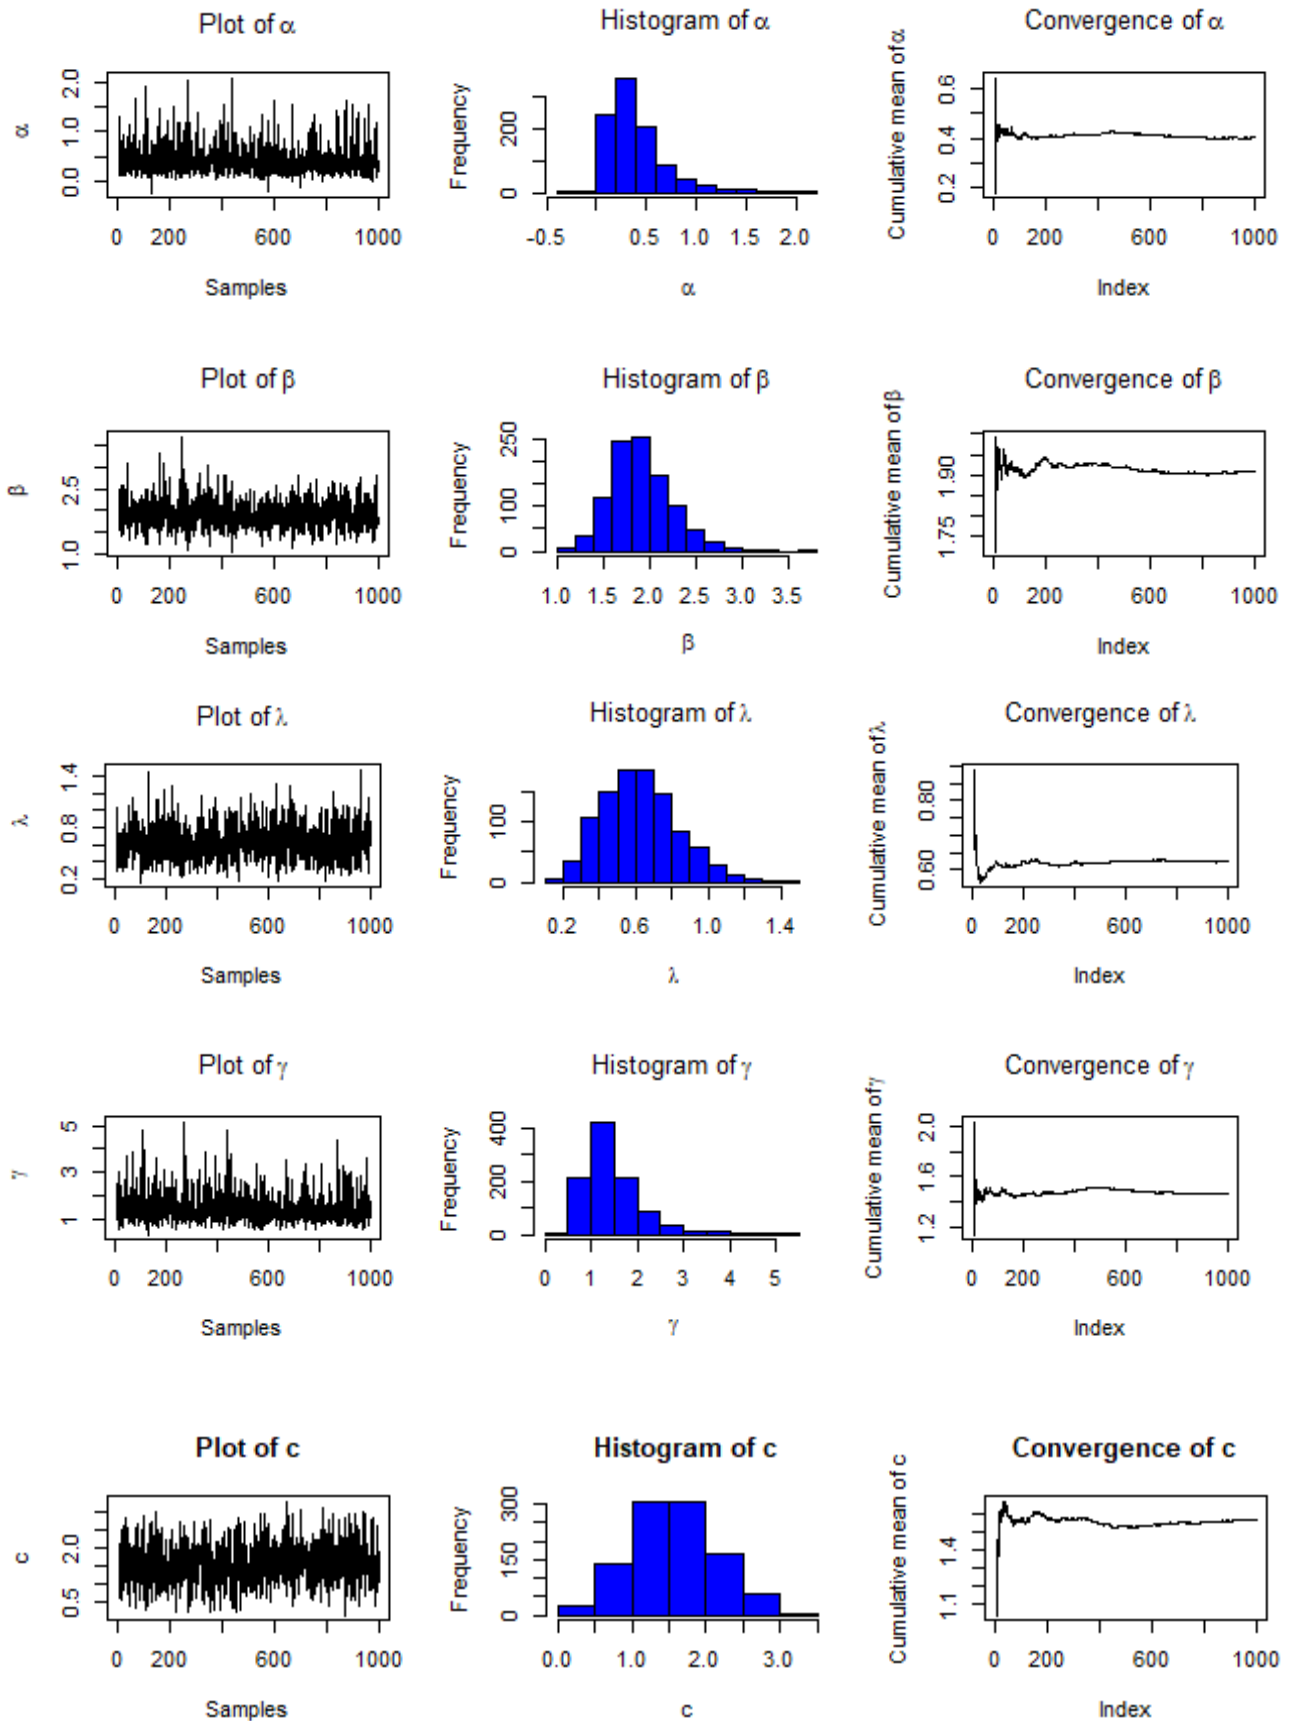 Plot of α
Histogram of α
Convergence of α
α
0.0 1.0 2.0
0 200 600 1000
Samples
Frequency
0 200
-0.5 0.5 1.0 1.5 2.0
α
Cumulative mean of α
0.2 0.4 0.6
0 200 600 1000
Index
Plot of β
Histogram of β
Convergence of β
β
1.0 2.5
0 200 600 1000
Samples
Frequency
0 100 250
1.0 1.5 2.0 2.5 3.0 3.5
β
Cumulative mean of β
1.75 1.90
0 200 600 1000
Index
Plot of λ
Histogram of λ
Convergence of λ
λ
0.2 0.8 1.4
0 200 600 1000
Samples
Frequency
0 100
0.2 0.6 1.0 1.4
λ
Cumulative mean of λ
0.60 0.80
0 200 600 1000
Index
Plot of γ
Histogram of γ
Convergence of γ
γ
1 3 5
0 200 600 1000
Samples
Frequency
0 200 400
0 1 2 3 4 5
γ
Cumulative mean of γ
1.2 1.6 2.0
0 200 600 1000
Index
Plot of c
Histogram of c
Convergence of c
c
0.5 2.0
0 200 600 1000
Samples
Frequency
0 150 300
0.0 1.0 2.0 3.0
c
Cumulative mean of c
1.1 1.4
0 200 600 1000
Index